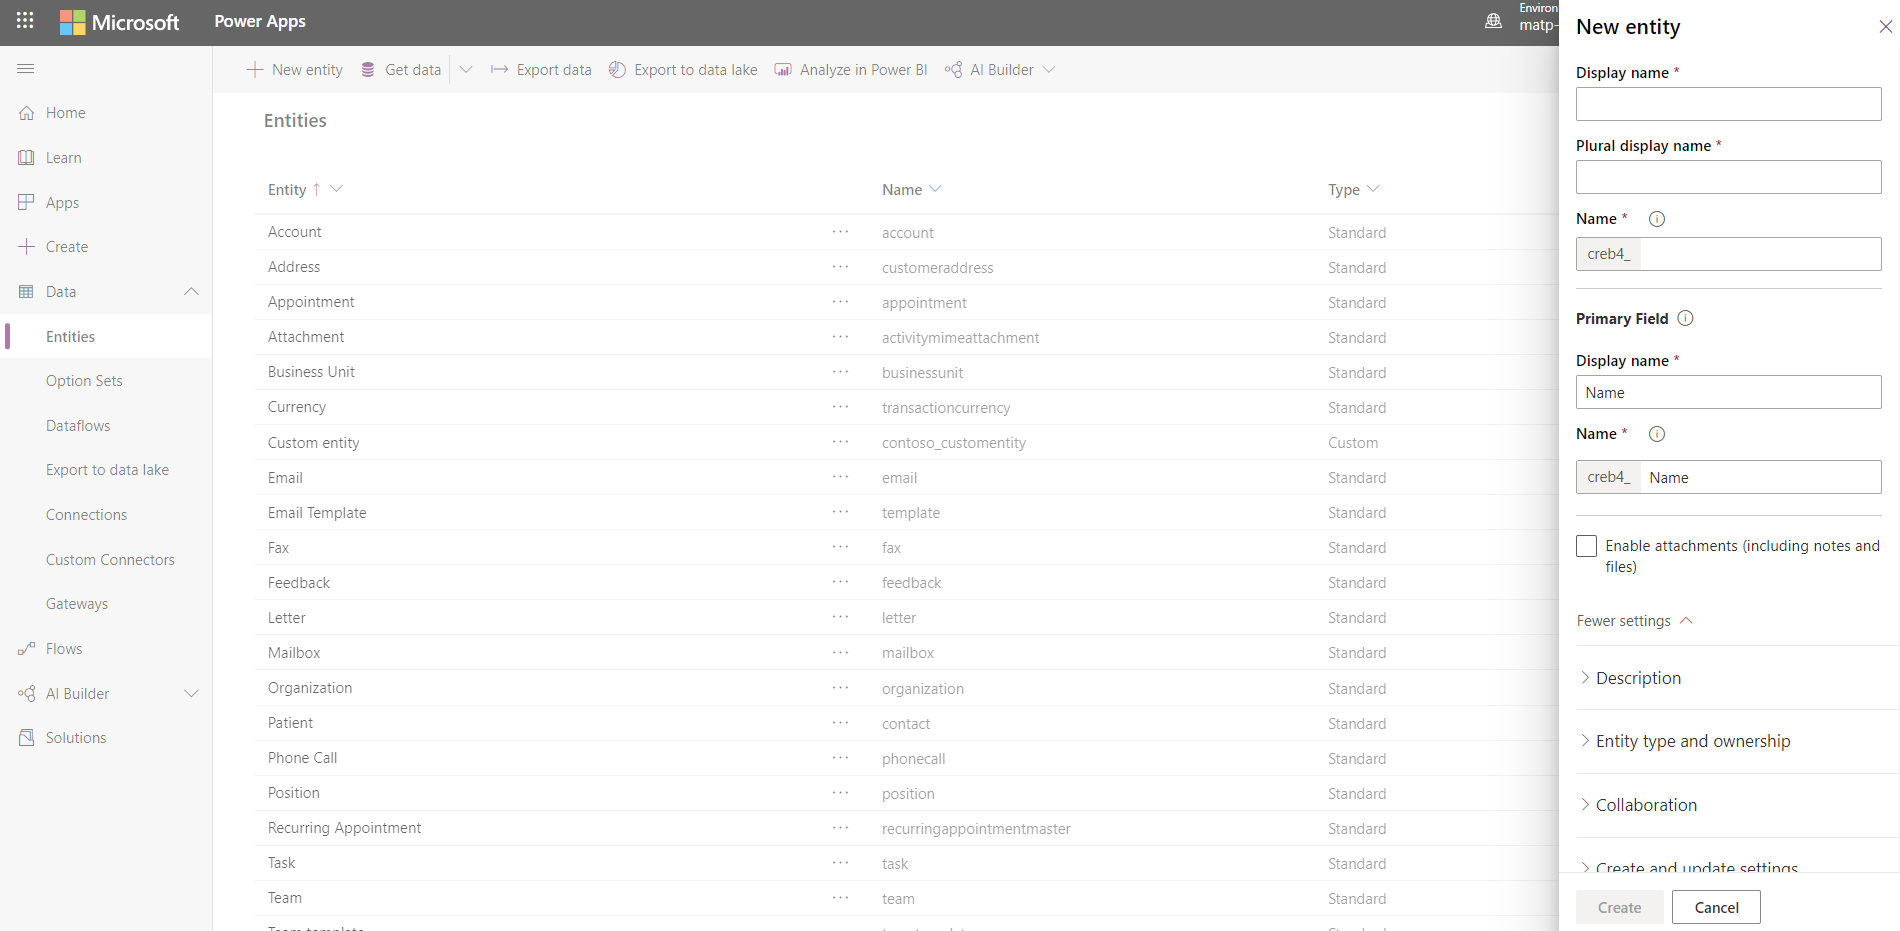 Microsoft
Power Apps
Environ
matp-
New entity
Get data
Export data
Export to data lake
Analyze in Power BI
AI Builder
Home
Learn
Apps
Create
Data
Entities
Option Sets
Dataflows
Export to data lake
Connections
Custom Connectors
Gateways
Flows
AI Builder
Solutions
Entities
Entity ↑ Name Type
Account ··· account Standard
Address ··· customeraddress Standard
Appointment ··· appointment Standard
Attachment ··· activitymimeattachment Standard
Business Unit ··· businessunit Standard
Currency ··· transactioncurrency Standard
Custom entity ··· contoso_customentity Custom
Email ··· email Standard
Email Template ··· template Standard
Fax ··· fax Standard
Feedback ··· feedback Standard
Letter ··· letter Standard
Mailbox ··· mailbox Standard
Organization ··· organization Standard
Patient ··· contact Standard
Phone Call ··· phonecall Standard
Position ··· position Standard
Recurring Appointment ··· recurringappointmentmaster Standard
Task ··· task Standard
Team ··· team Standard
New entity
Display name *
Plural display name *
Name *
creb4_
Primary Field
Display name *
Name
Name *
creb4_ Name
Enable attachments (including notes and
files)
Fewer settings
Description
Entity type and ownership
Collaboration
Create and update settings
Create
Cancel